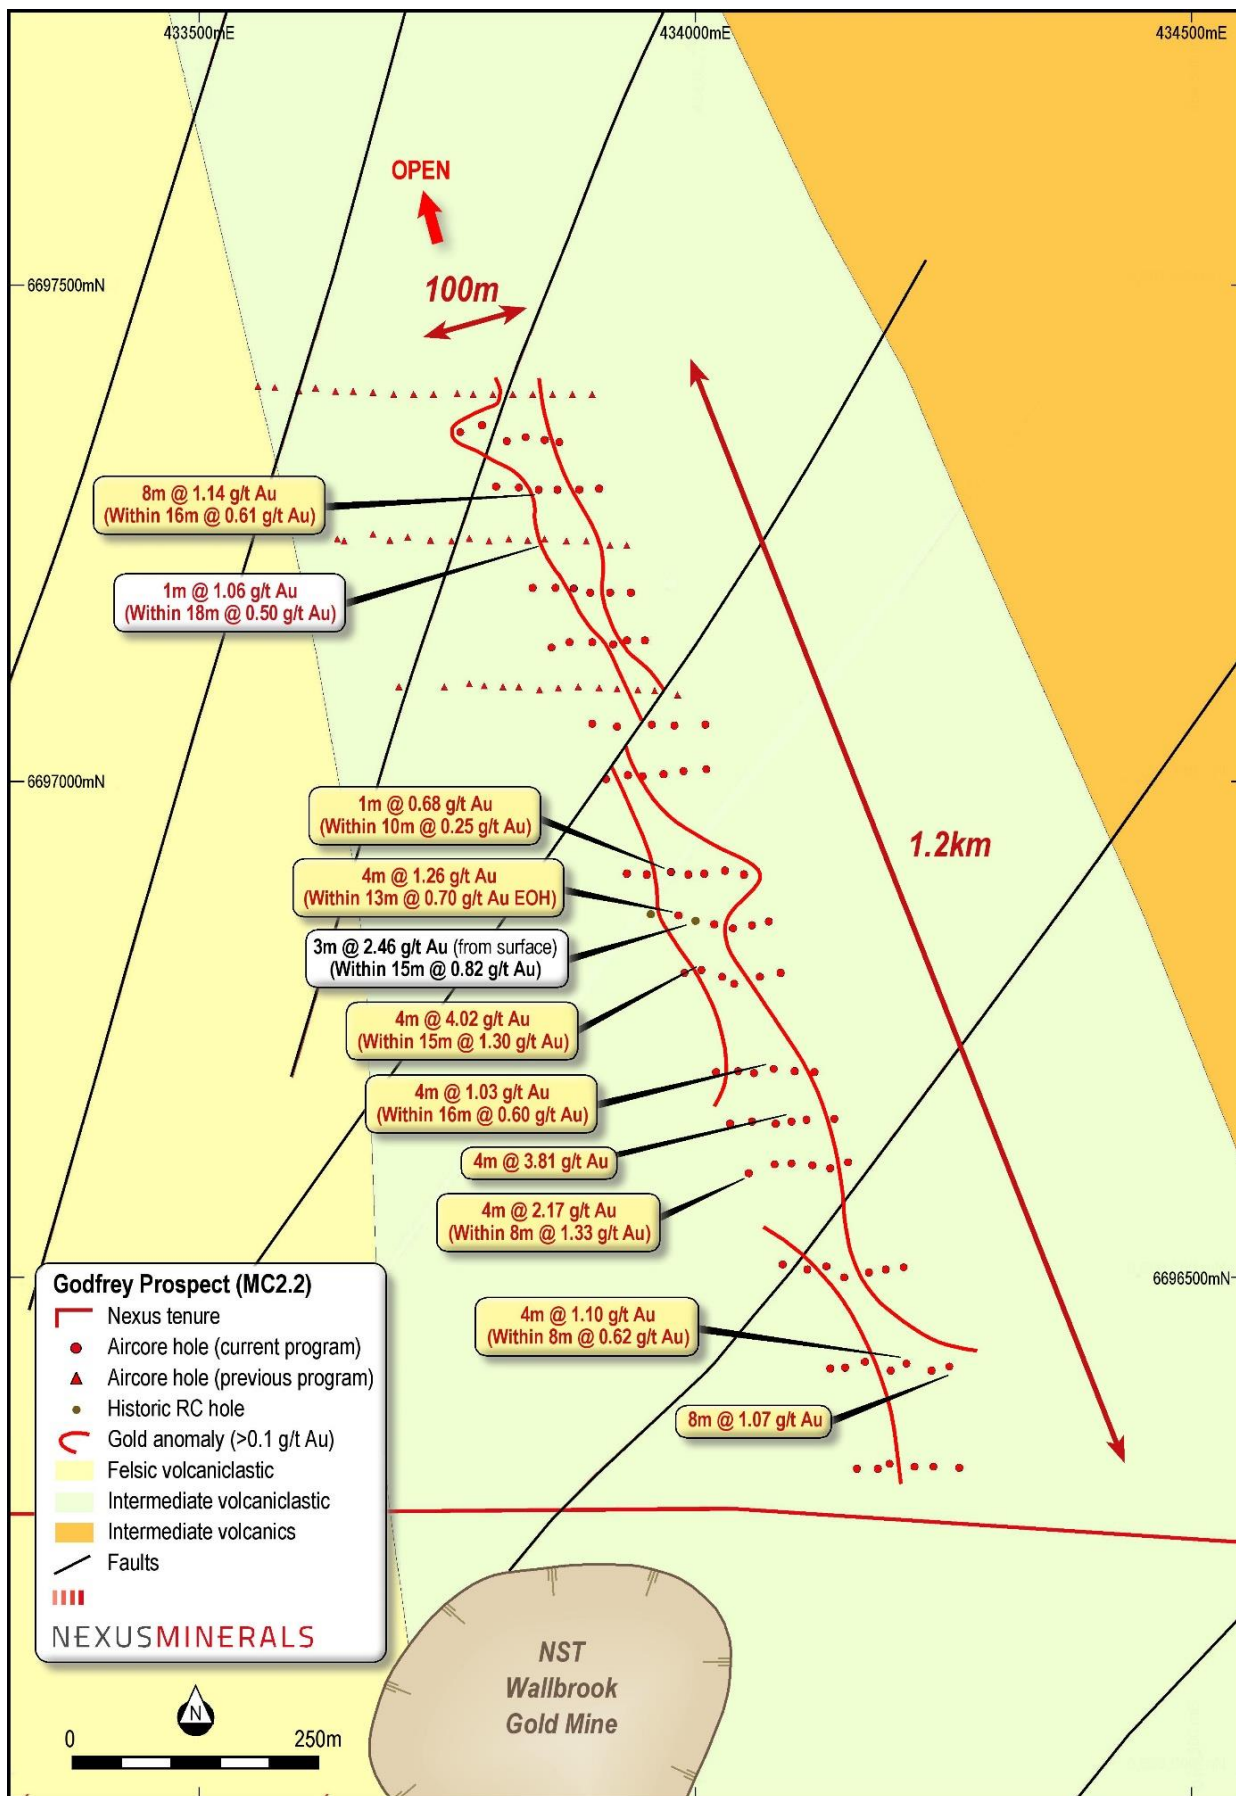 433500mE
434000mE
434500mE
OPEN
100m
6697500mN
8m @ 1.14 g/t Au
(Within 16m @ 0.61 g/t Au)
1m @ 1.06 g/t Au
(Within 18m @ 0.50 g/t Au)
6697000mN
1m @ 0.68 g/t Au
(Within 10m @ 0.25 g/t Au)
1.2km
4m @ 1.26 g/t Au
(Within 13m @ 0.70 g/t Au EOH)
3m @ 2.46 g/t Au (from surface)
(Within 15m @ 0.82 g/t Au)
4m @ 4.02 g/t Au
(Within 15m @ 1.30 g/t Au)
4m @ 1.03 g/t Au
(Within 16m @ 0.60 g/t Au)
4m @ 3.81 g/t Au
4m @ 2.17 g/t Au
(Within 8m @ 1.33 g/t Au)
6696500mN
4m @ 1.10 g/t Au
(Within 8m @ 0.62 g/t Au)
8m @ 1.07 g/t Au
Godfrey Prospect (MC2.2)
Nexus tenure
Aircore hole (current program)
Aircore hole (previous program)
Historic RC hole
Gold anomaly (>0.1 g/t Au)
Felsic volcaniclastic
Intermediate volcaniclastic
Intermediate volcanics
Faults
NEXUSMINERALS
NST
Wallbrook
Gold Mine
N
0
250m